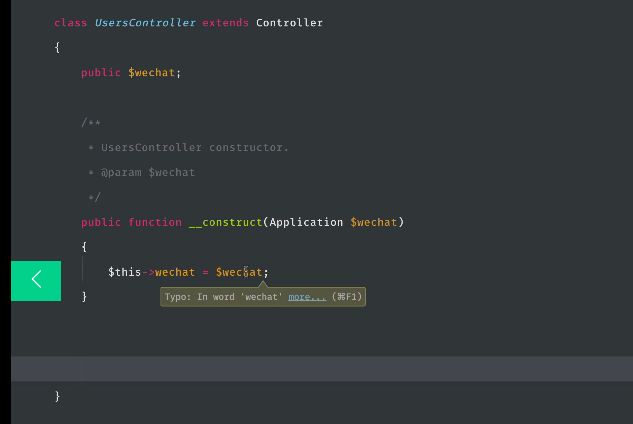 class UsersController extends Controller
{
public $wechat;
/**
* UsersController constructor.
* @param $wechat
*/
public function __construct(Application $wechat)
{
$this->wechat = $wechat;
}
Typo: In word 'wechat' more... (⌘F1)
}